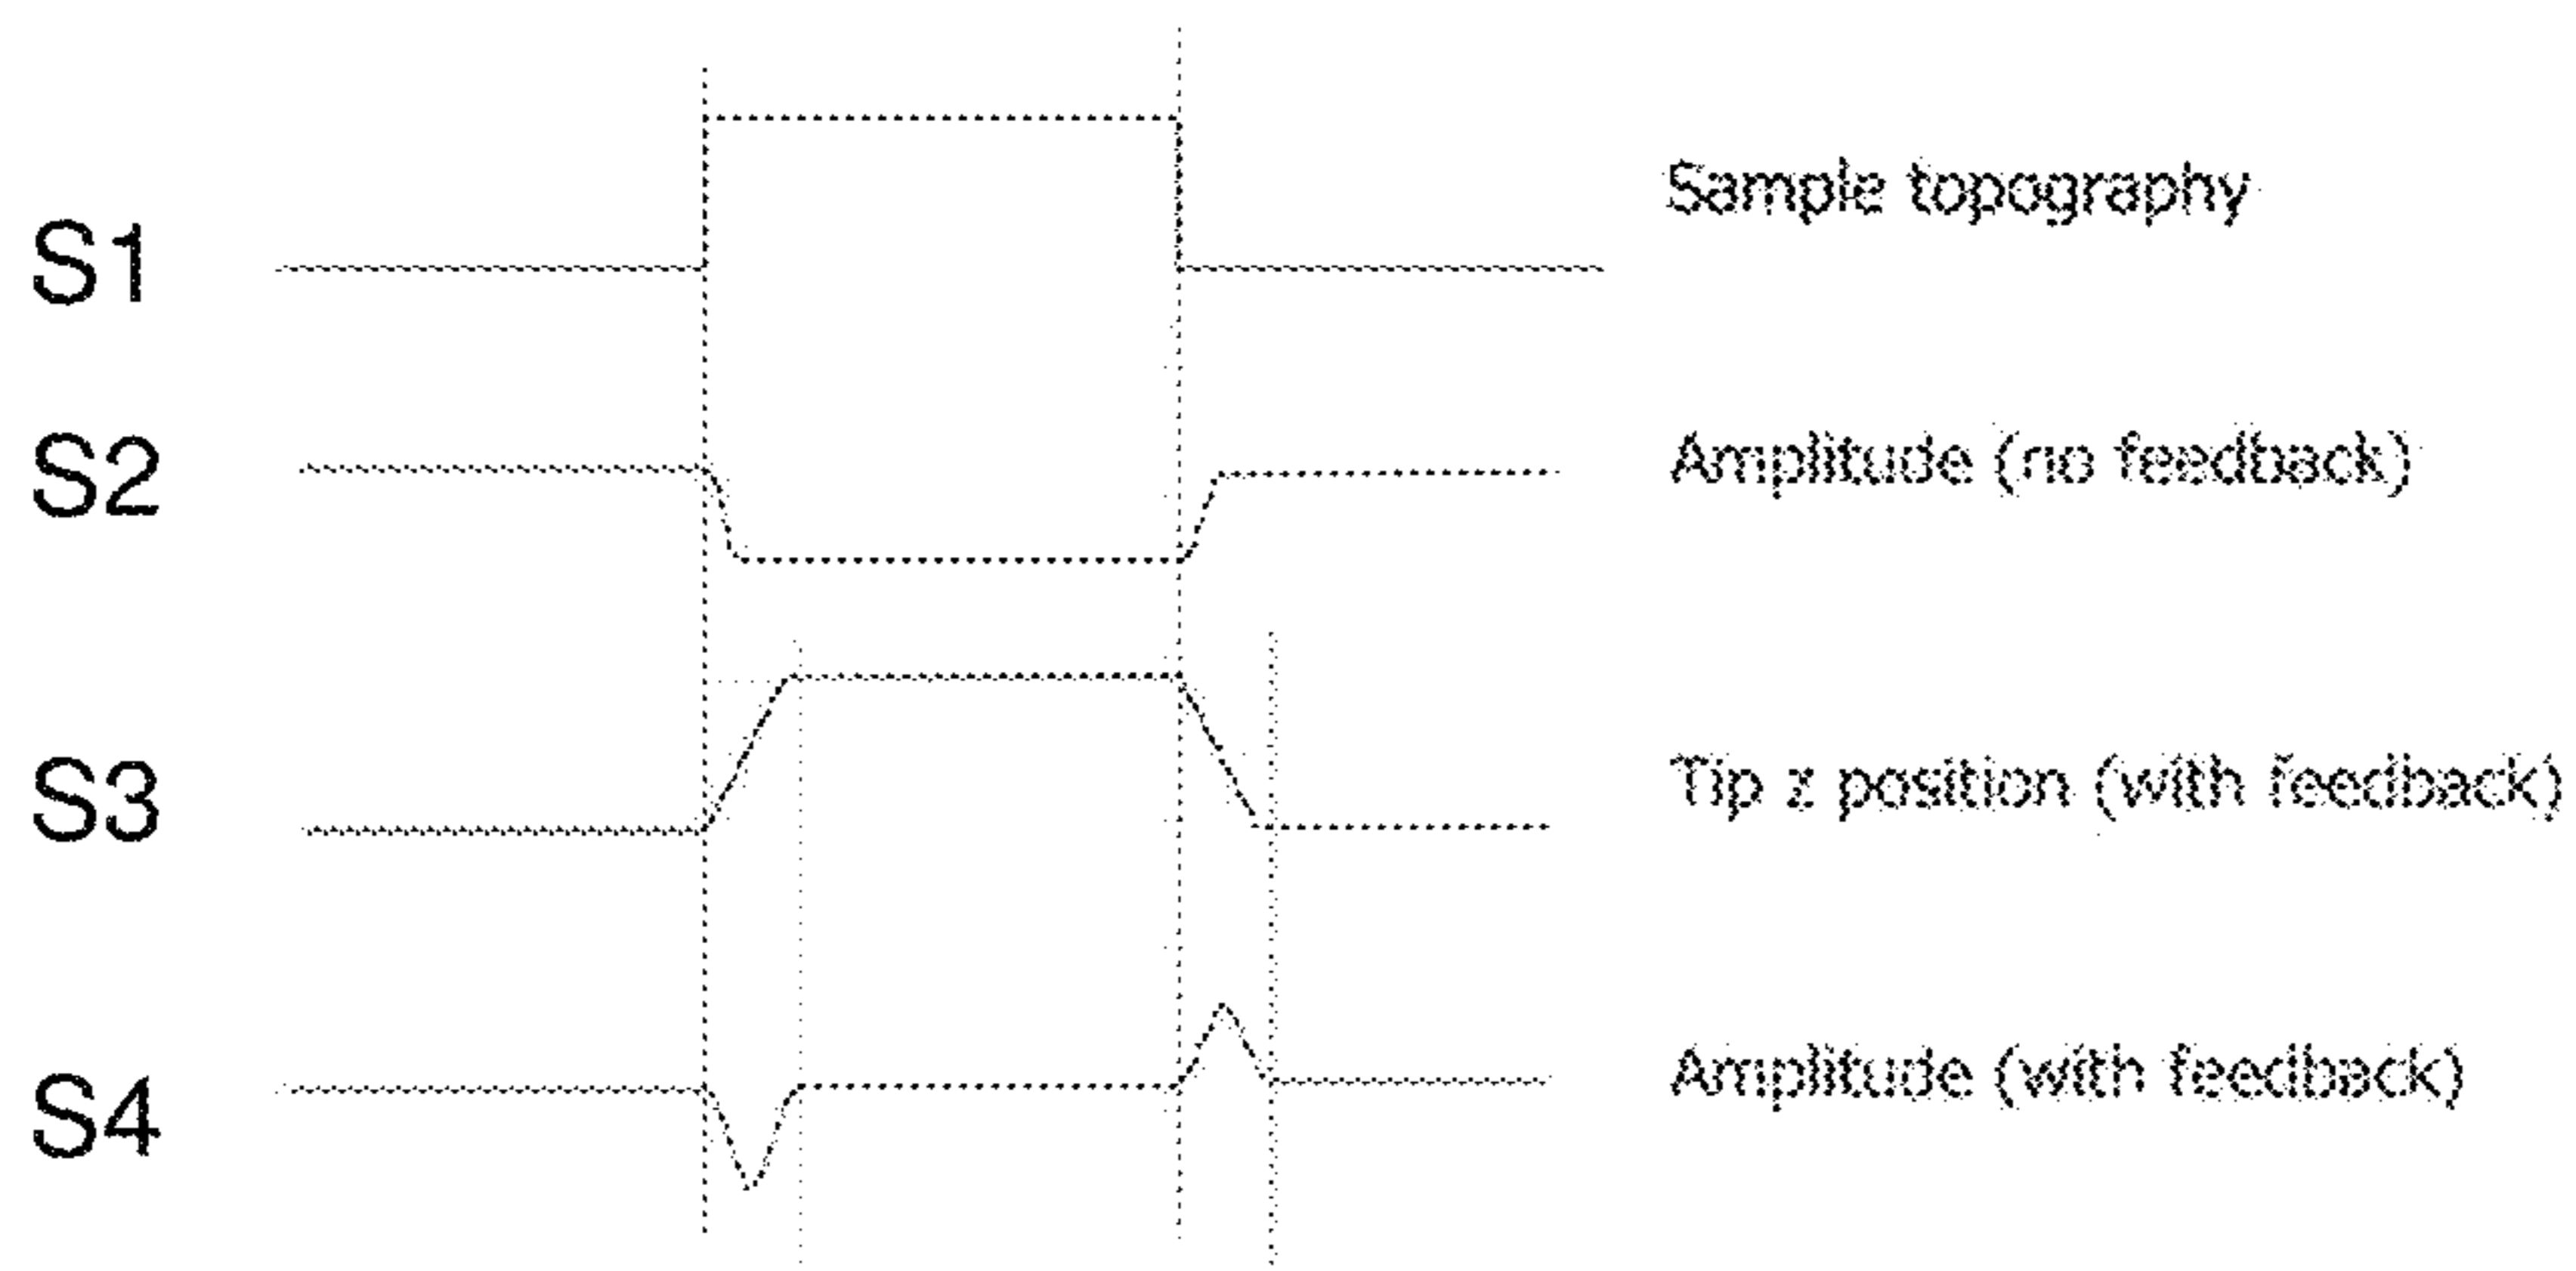 Sample topography
S1
S2
Amplitude (no feedback)
S3
Tip z position (with feedback)
S4
Amplitude (with feedback)